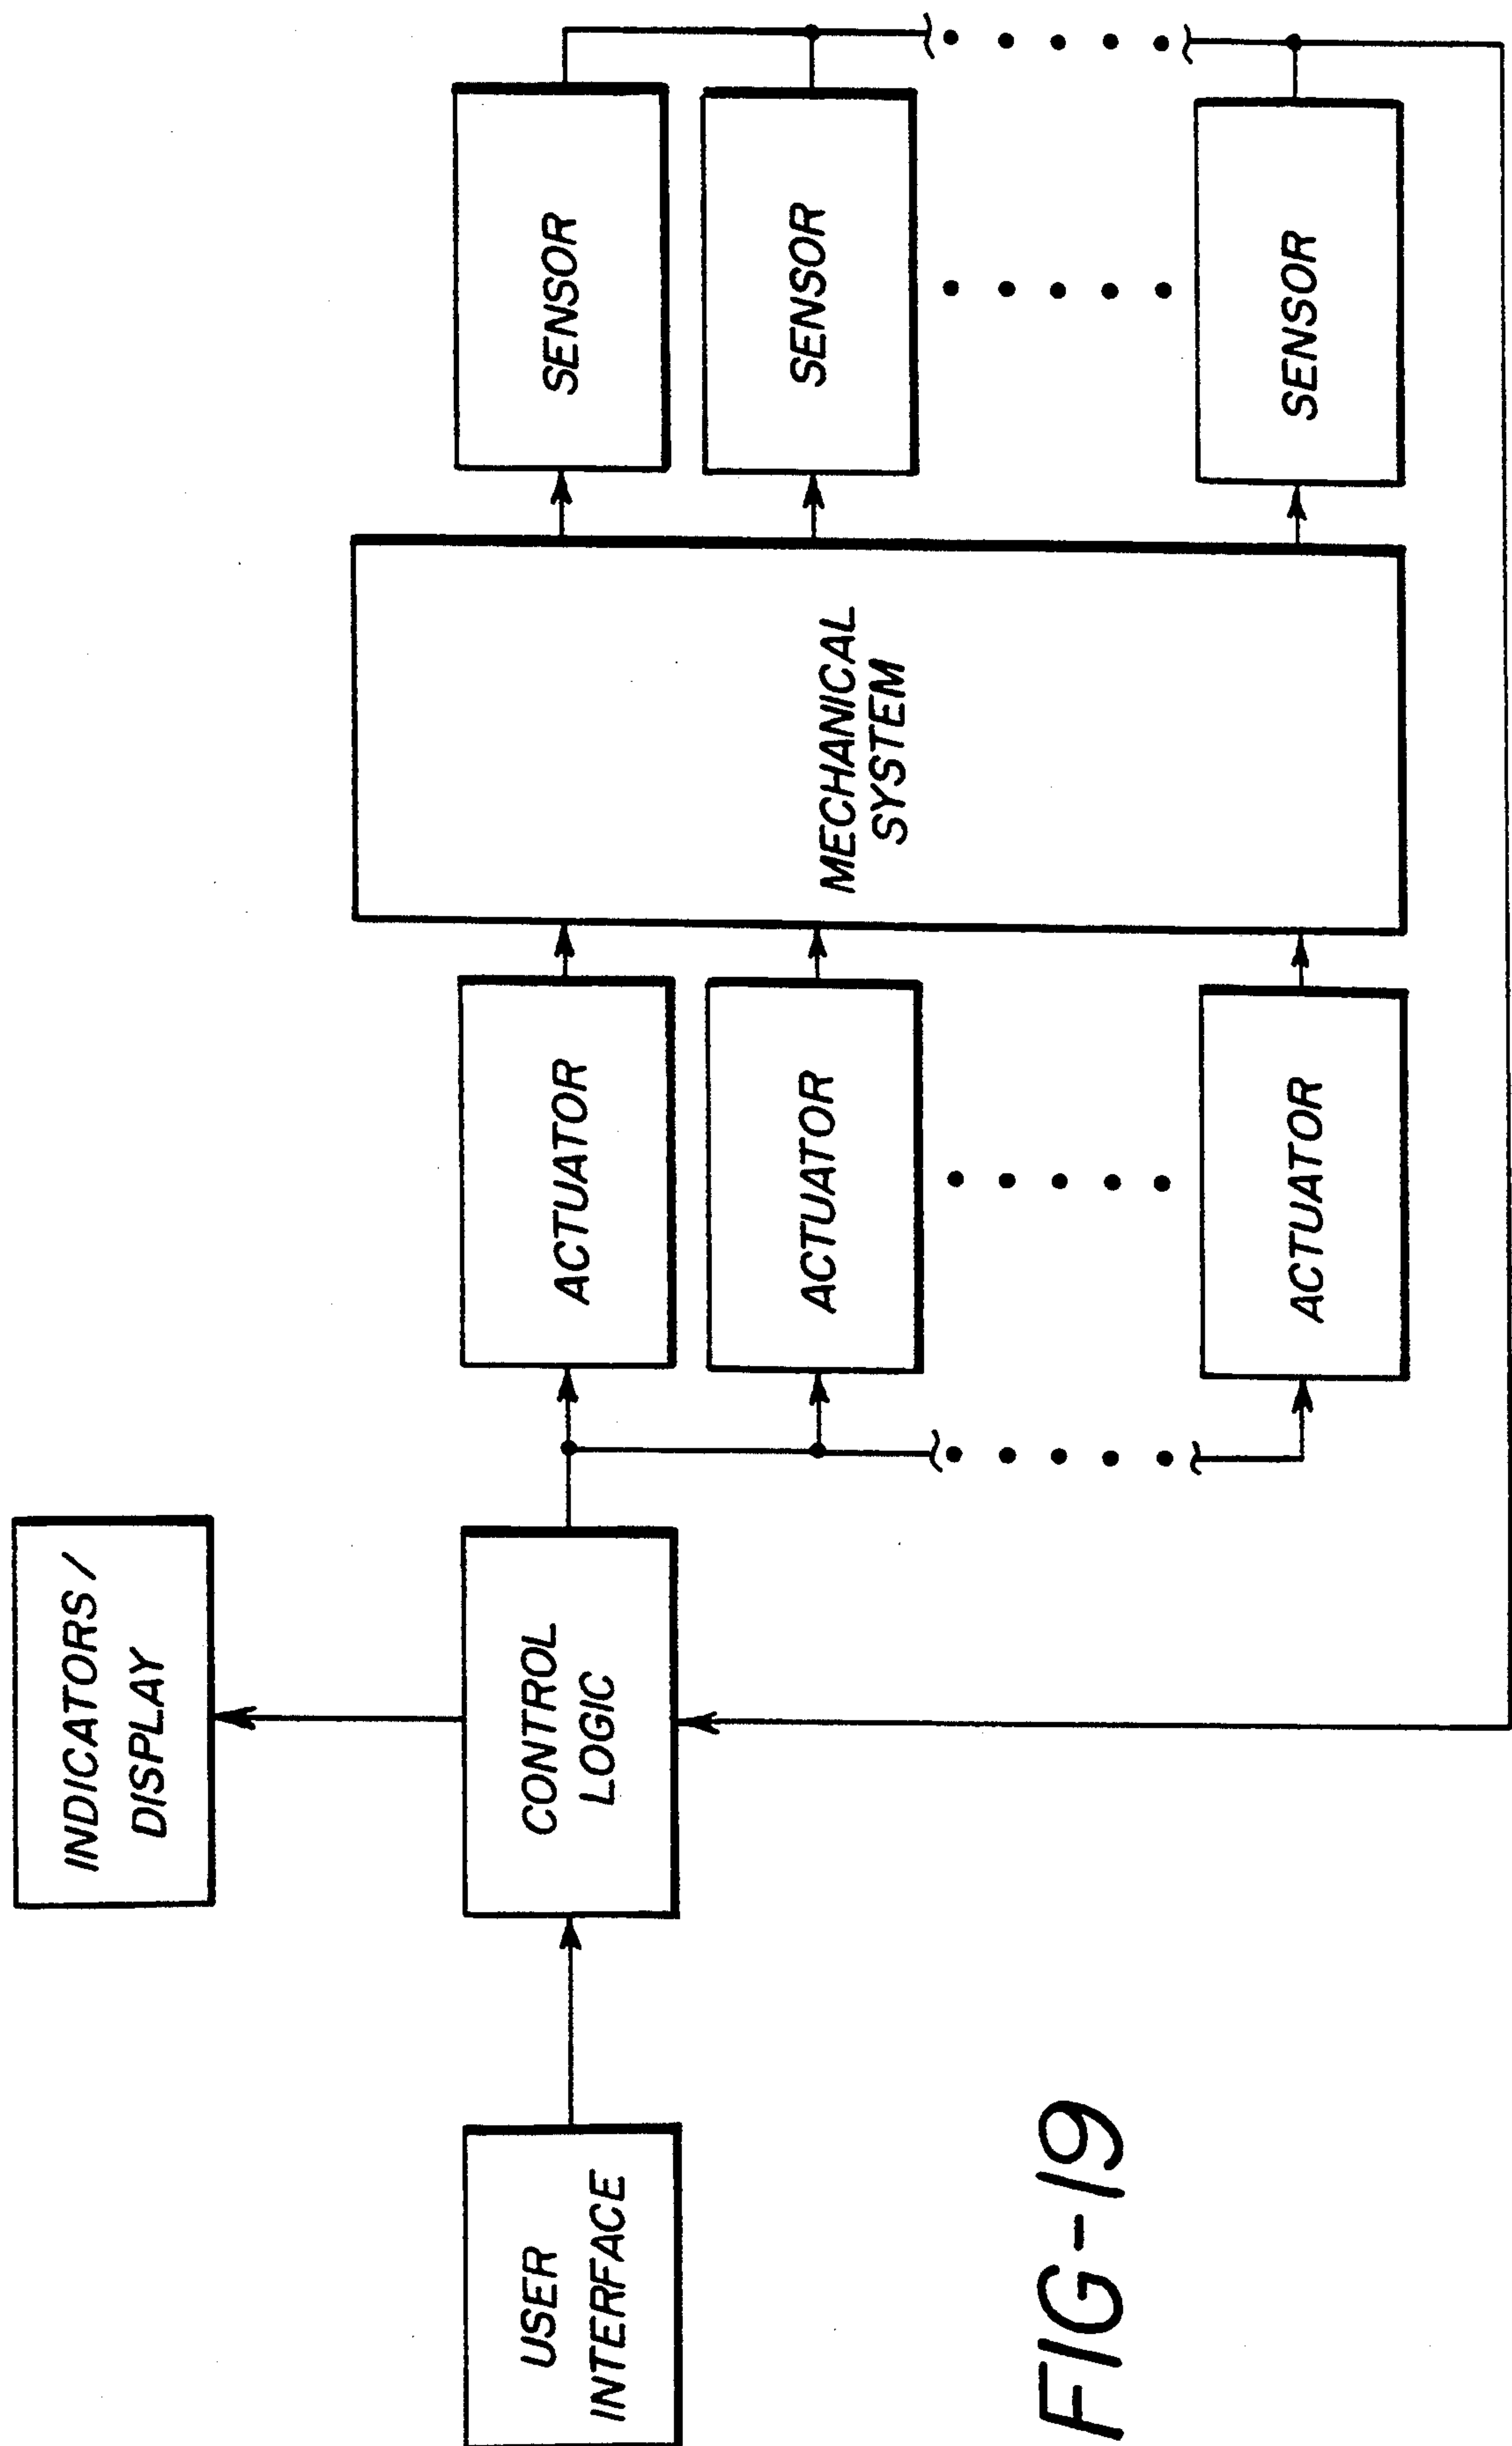 INDICATORS/
DISPLAY
USER
INTERFACE
CONTROL
LOGIC
ACTUATOR
ACTUATOR
ACTUATOR
MECHANICAL
SYSTEM
SENSOR
SENSOR
SENSOR
FIG-19